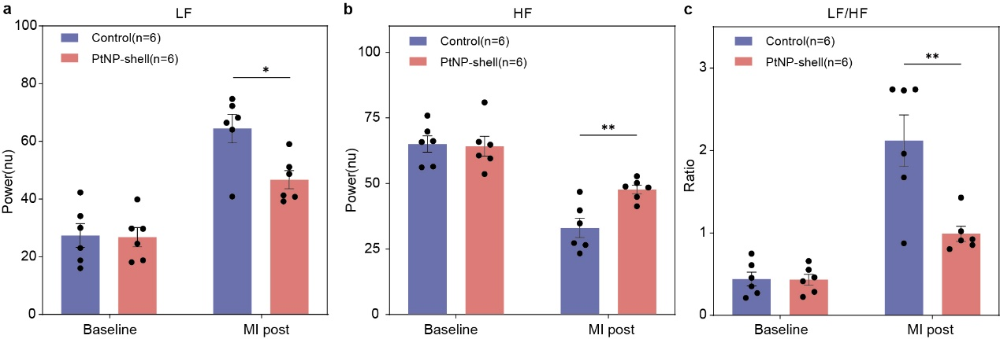 a
LF
Power(nu)
100
80
60
40
20
0
Control(n=6)
PtNP-shell(n=6)
*
Baseline
MI post
b
HF
Power(nu)
100
75
50
25
0
Control(n=6)
PtNP-shell(n=6)
**
Baseline
MI post
c
LF/HF
Ratio
3
2
1
0
Control(n=6)
PtNP-shell(n=6)
**
Baseline
MI post